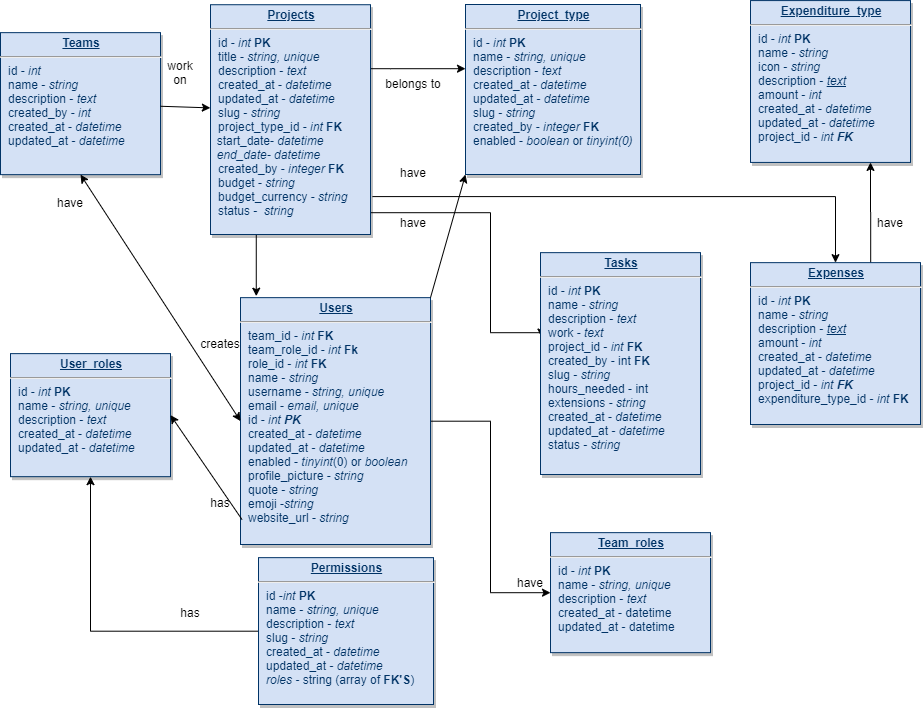 Teams
id - int
name - string
description - text
created_by - int
created_at - datetime
updated_at - datetime
work
on
Projects
id - int PK
title - string, unique
description - text
created_at - datetime
updated_at - datetime
slug - string
project_type_id - int FK
start_date- datetime
end_date- datetime
created_by - integer FK
budget - string
budget_currency - string
status -  string
belongs to
Project_type
id - int PK
name - string, unique
description - text
created_at - datetime
updated_at - datetime
slug - string
created_by - integer FK
enabled - boolean or tinyint(0)
Expenditure_type
id - int PK
name - string
icon - string
description - text
amount - int
created_at - datetime
updated_at - datetime
project_id - int FK
have
have
have
have
Tasks
id - int PK
name - string
description - text
work - text
project_id - int FK
created_by - int FK
slug - string
hours_needed - int
extensions - string
created_at - datetime
updated_at - datetime
status - string
Expenses
id - int PK
name - string
description - text
amount - int
created_at - datetime
updated_at - datetime
project_id - int FK
expenditure_type_id - int FK
creates
Users
team_id - int FK
team_role_id - int Fk
role_id - int FK
name - string
username - string, unique
email - email, unique
id - int PK
created_at - datetime
updated_at - datetime
enabled - tinyint(0) or boolean
profile_picture - string
quote - string
emoji -string
website_url - string
User_roles
id - int PK
name - string, unique
description - text
created_at - datetime
updated_at - datetime
has
have
Team_roles
id - int PK
name - string, unique
description - text
created_at - datetime
updated_at - datetime
has
Permissions
id -int PK
name - string, unique
description - text
slug - string
created_at - datetime
updated_at - datetime
roles - string (array of FK'S)